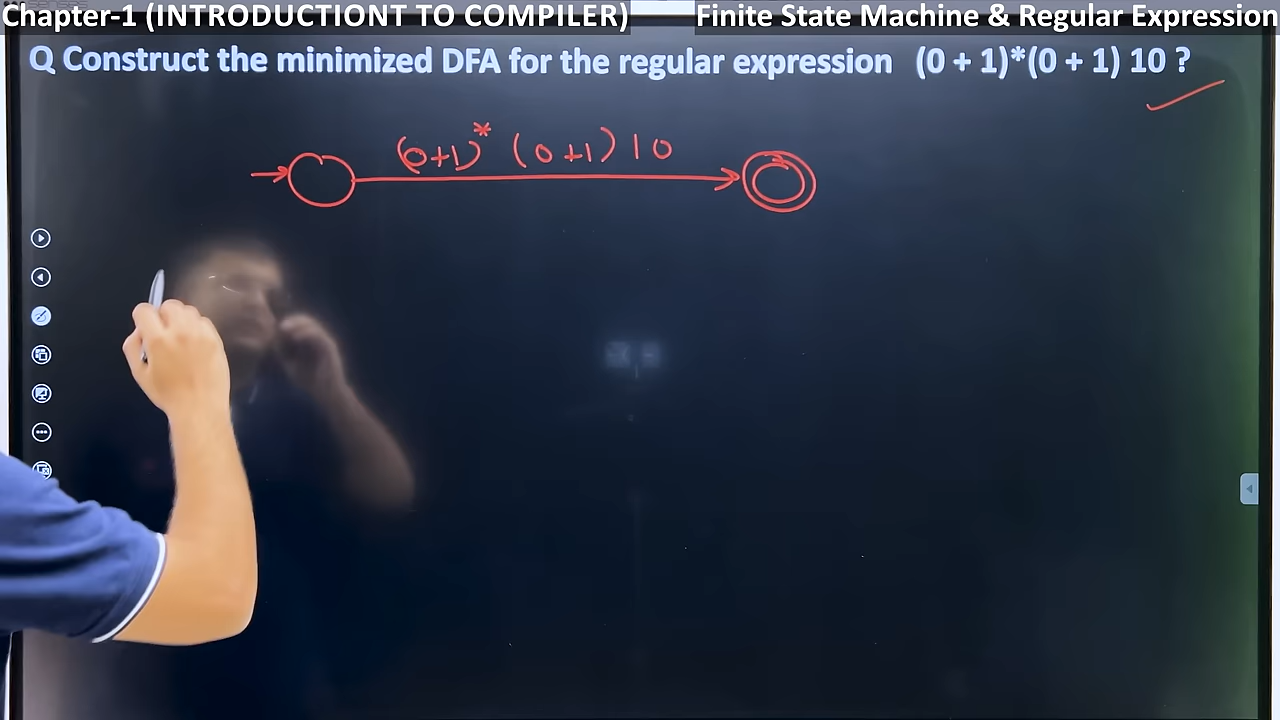 Chapter-1 (INTRODUCTIONT TO COMPILER)
Finite State Machine & Regular Expression
Q Construct the minimized DFA for the regular expression (0 + 1)*(0 + 1) 10 ?
(0+1)* (0+1) 10